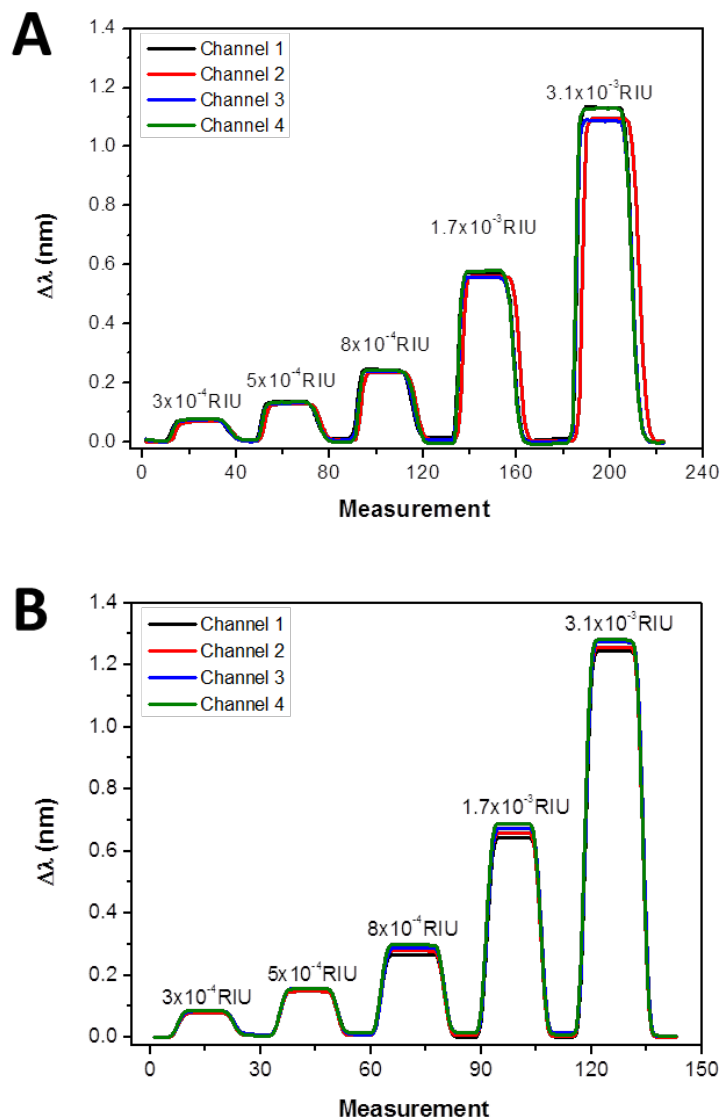 A
1.4
1.2
1.0
0.8
0.6
0.4
0.2
0.0
Δλ (nm)
Channel 1
Channel 2
Channel 3
Channel 4
3x10⁻⁴RIU
5x10⁻⁴RIU
8x10⁻⁴RIU
1.7x10⁻³RIU
3.1x10⁻³RIU
0 40 80 120 160 200 240
Measurement
B
1.4
1.2
1.0
0.8
0.6
0.4
0.2
0.0
Δλ (nm)
Channel 1
Channel 2
Channel 3
Channel 4
3x10⁻⁴RIU
5x10⁻⁴RIU
8x10⁻⁴RIU
1.7x10⁻³RIU
3.1x10⁻³RIU
0 30 60 90 120 150
Measurement